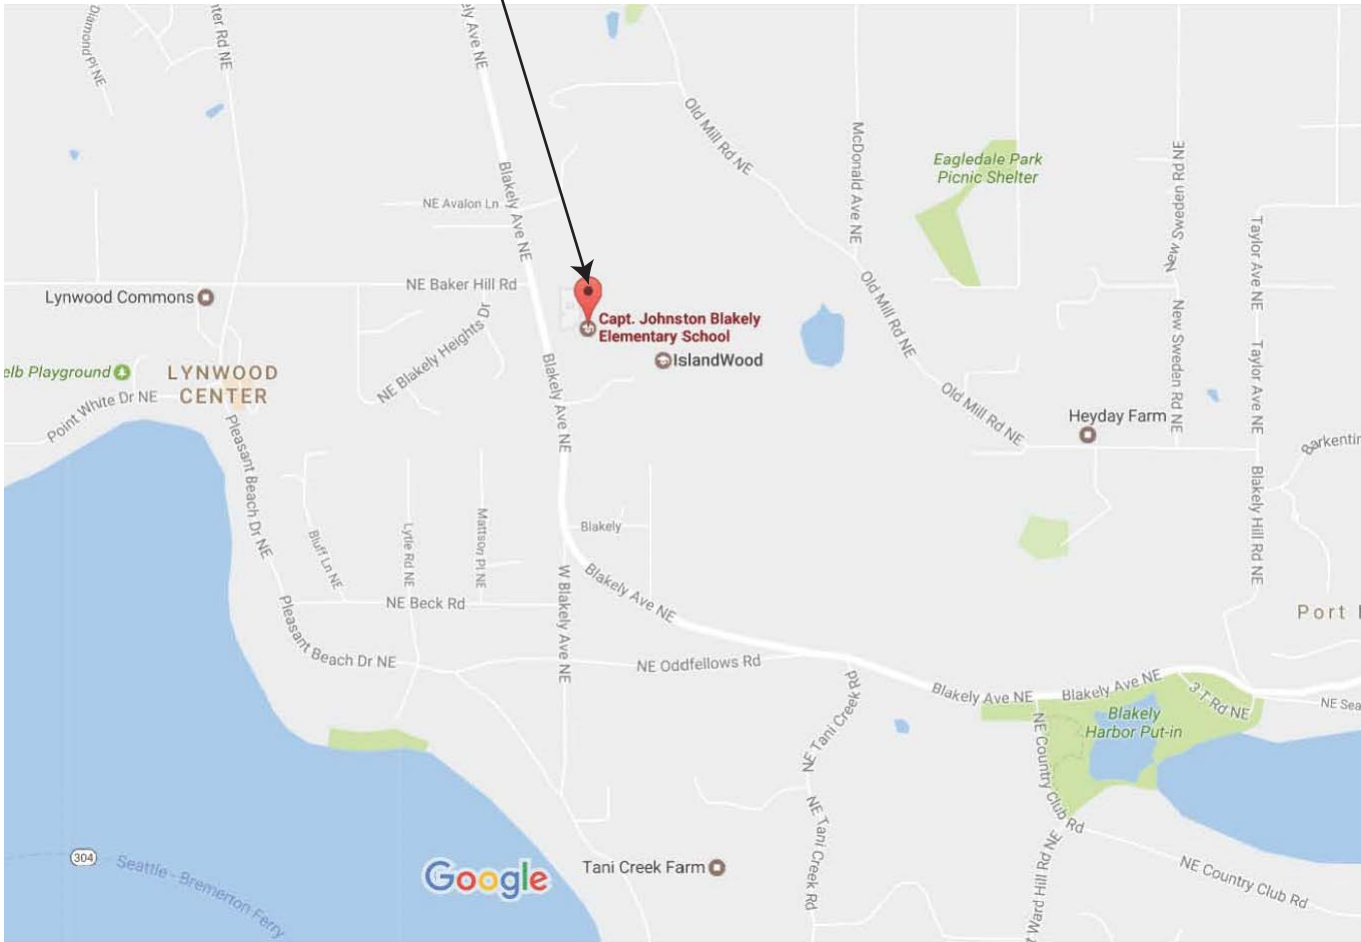 Diamond Pl NE
nter Rd NE
ely Ave NE
Old Mill Rd NE
McDonald Ave NE
Eagledale Park
Picnic Shelter
New Sweden Rd NE
Blakely Ave NE
NE Avalon Ln
Taylor Ave NE
NE Baker Hill Rd
Lynwood Commons
Old Mill Rd NE
Capt. Johnston Blakely
Elementary School
IslandWood
NE Blakely Heights Dr
New Sweden Rd NE
Taylor Ave NE
elb Playground
LYNWOOD
CENTER
Point White Dr NE
Blakely Ave NE
Old Mill Rd NE
Heyday Farm
Barkentin
Pleasant Beach Dr NE
Blakely Hill Rd NE
Bluff Ln NE
Lytle Rd NE
Mattson Pl NE
Blakely
Blakely Ave NE
W Blakely Ave NE
NE Beck Rd
Port
Pleasant Beach Dr NE
NE Oddfellows Rd
NE Tani Creek Rd
Blakely Ave NE
Blakely Ave NE
3-T Rd NE
NE Sea
Blakely
Harbor Put-in
NE Country Club Rd
NE Tani Creek Rd
304
Seattle - Bremerton Ferry
Google
Tani Creek Farm
t Ward Hill Rd NE
NE Country Club Rd